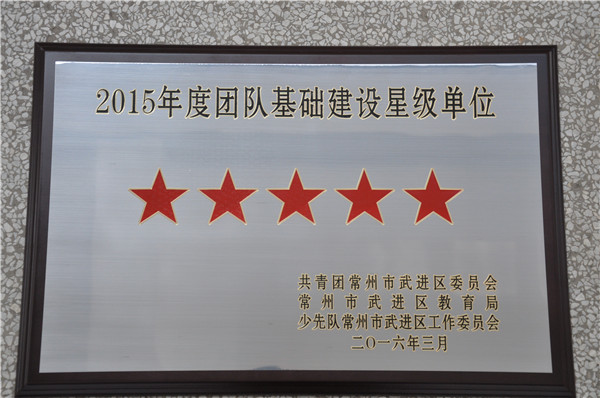 2015年度团队基础建设星级单位
共青团常州市武进区委员会
常州市武进区教育局
少先队常州市武进区工作委员会
二〇一六年三月